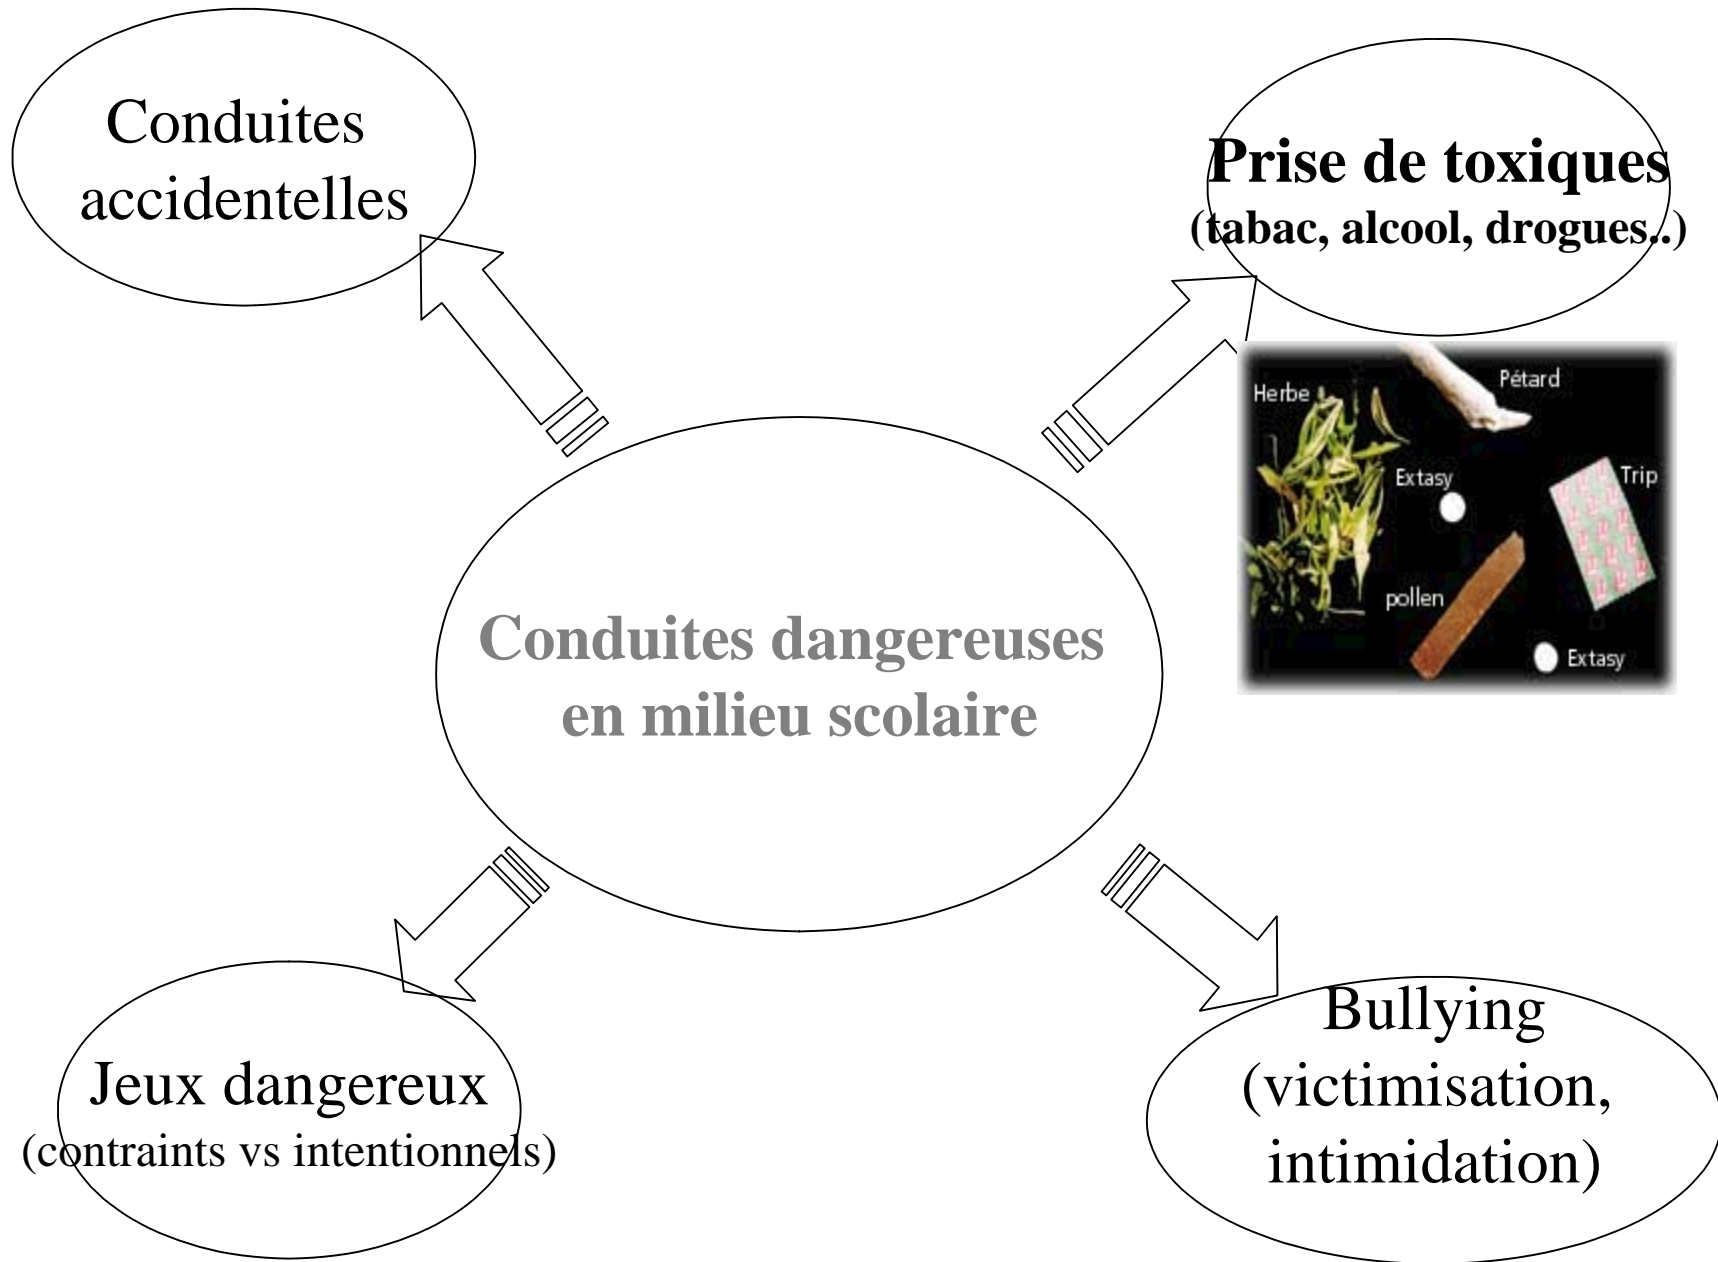 Conduites
accidentelles
Prise de toxiques
(tabac, alcool, drogues..)
Herbe
Pétard
Extasy
Trip
pollen
Extasy
Conduites dangereuses
en milieu scolaire
Jeux dangereux
(contraints vs intentionnels)
Bullying
(victimisation,
intimidation)